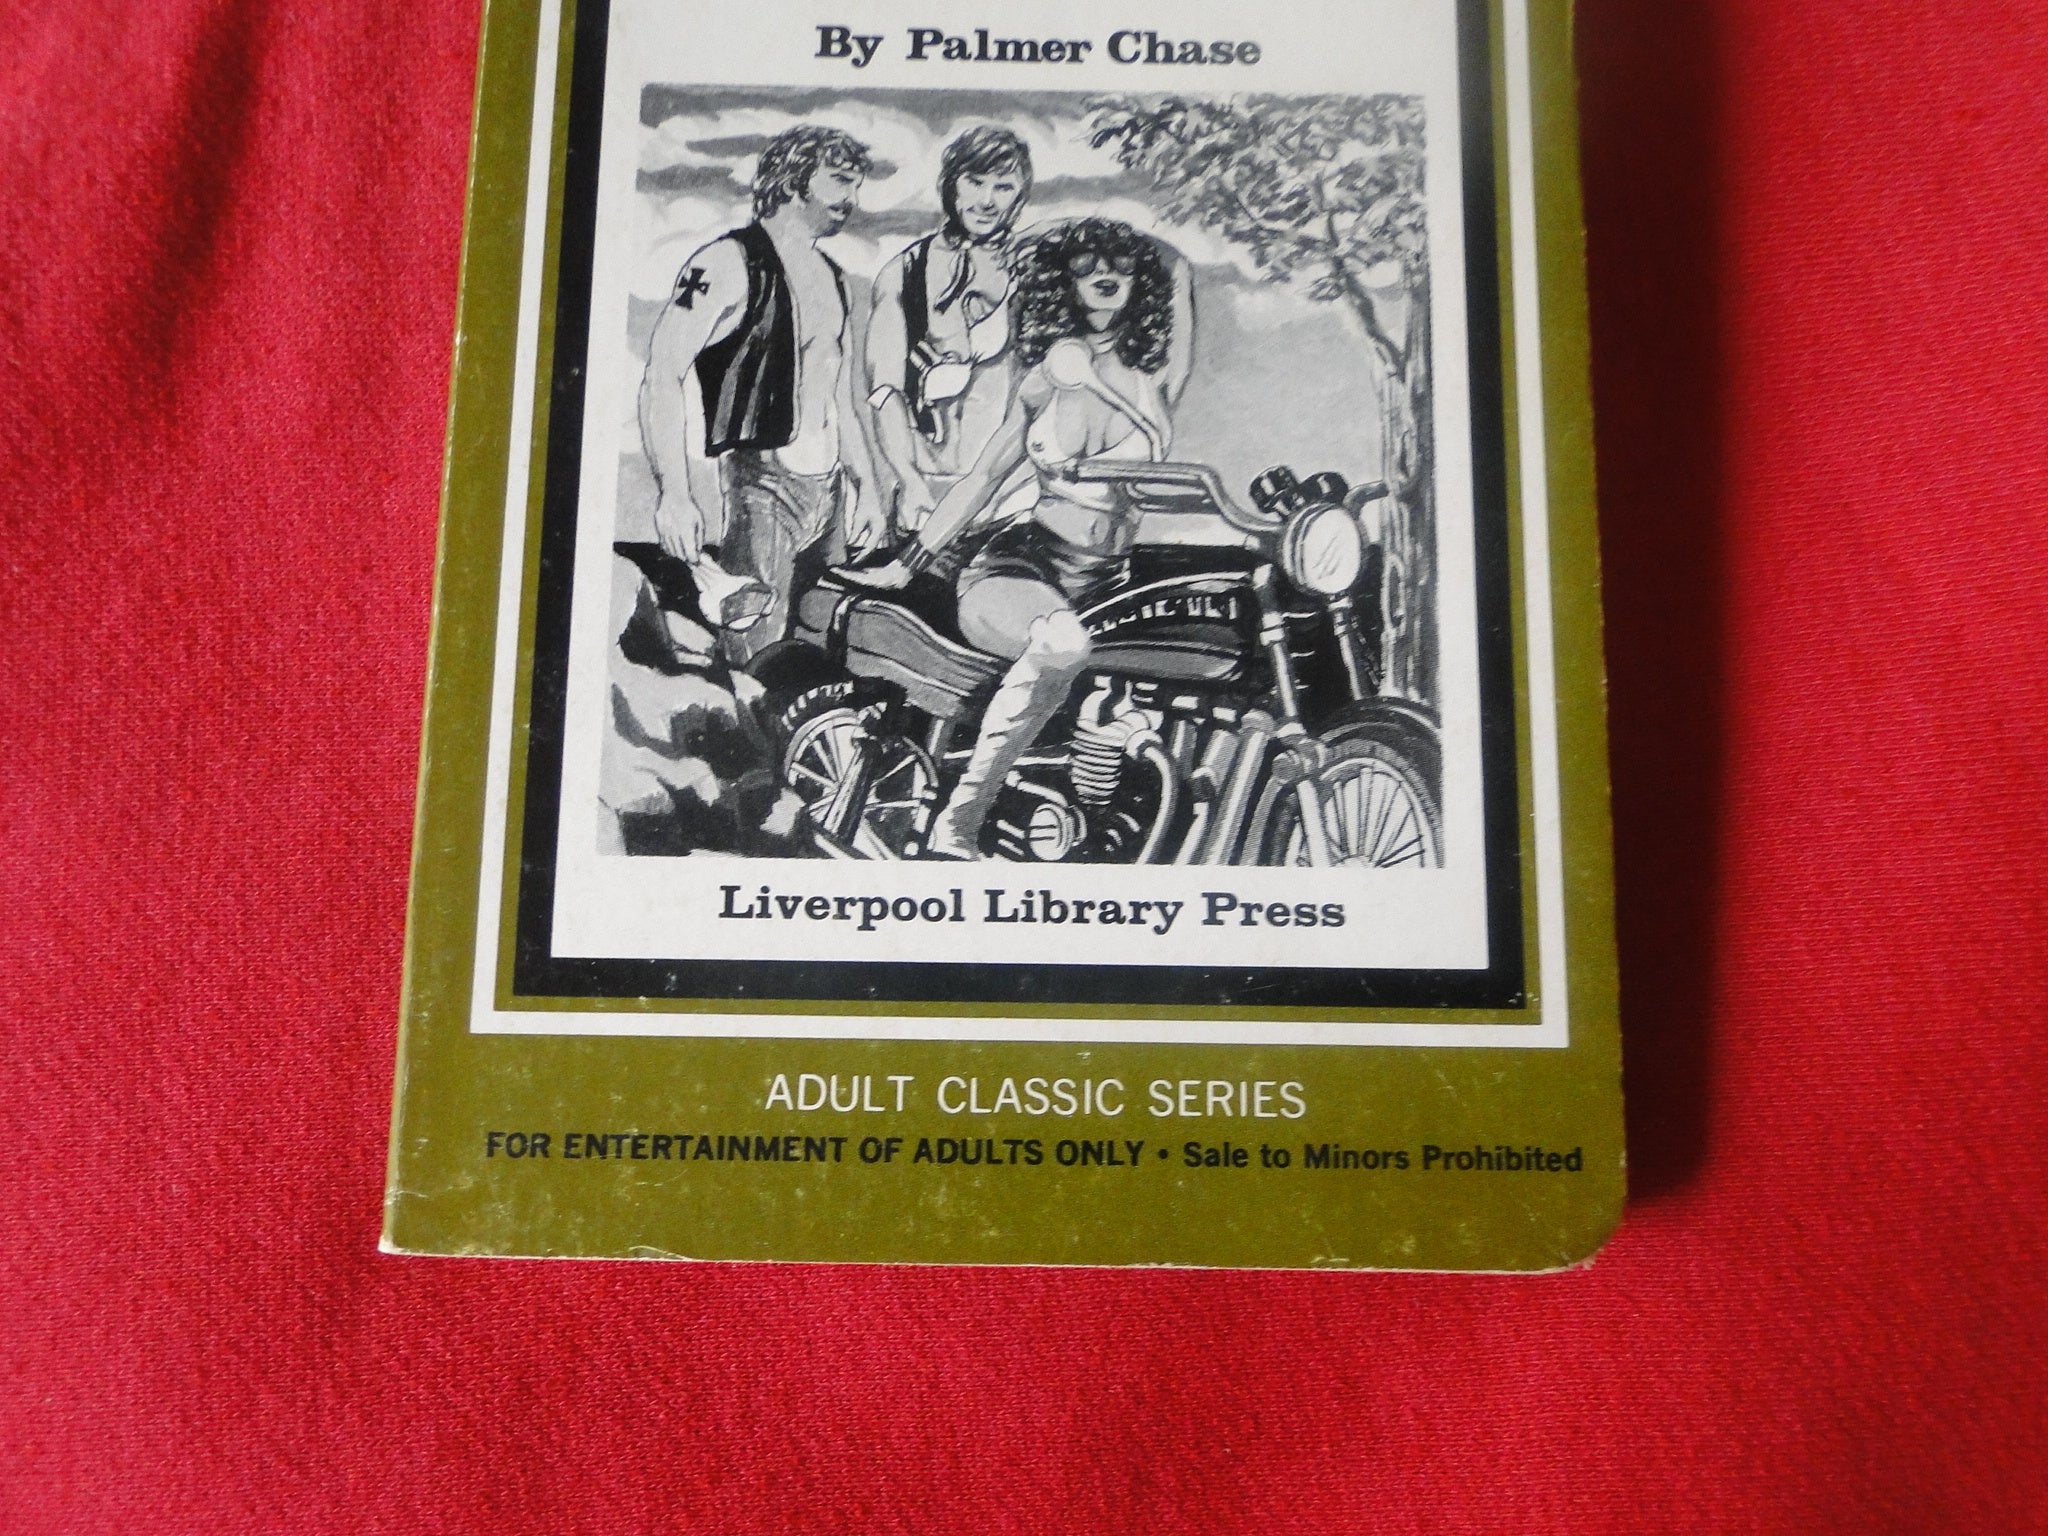 By Palmer Chase
Liverpool Library Press
ADULT CLASSIC SERIES
FOR ENTERTAINMENT OF ADULTS ONLY • Sale to Minors Prohibited